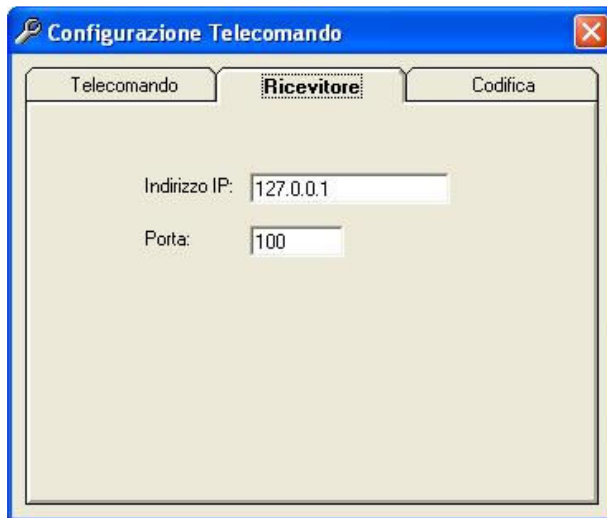 Configurazione Telecomando
Telecomando Ricevitore Codifica
Indirizzo IP: 127.0.0.1
Porta: 100